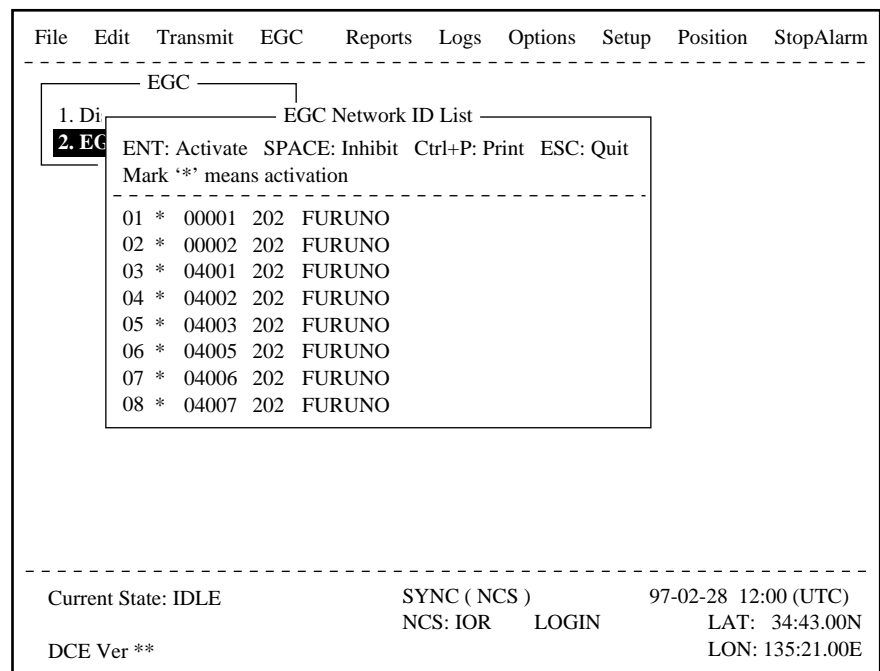 File Edit Transmit EGC Reports Logs Options Setup Position StopAlarm
EGC
1. Di
2. EG
EGC Network ID List
ENT: Activate SPACE: Inhibit Ctrl+P: Print ESC: Quit
Mark ‘*’ means activation
01 * 00001 202 FURUNO
02 * 00002 202 FURUNO
03 * 04001 202 FURUNO
04 * 04002 202 FURUNO
05 * 04003 202 FURUNO
06 * 04005 202 FURUNO
07 * 04006 202 FURUNO
08 * 04007 202 FURUNO
Current State: IDLE SYNC ( NCS ) 97-02-28 12:00 (UTC)
NCS: IOR LOGIN LAT: 34:43.00N
DCE Ver ** LON: 135:21.00E